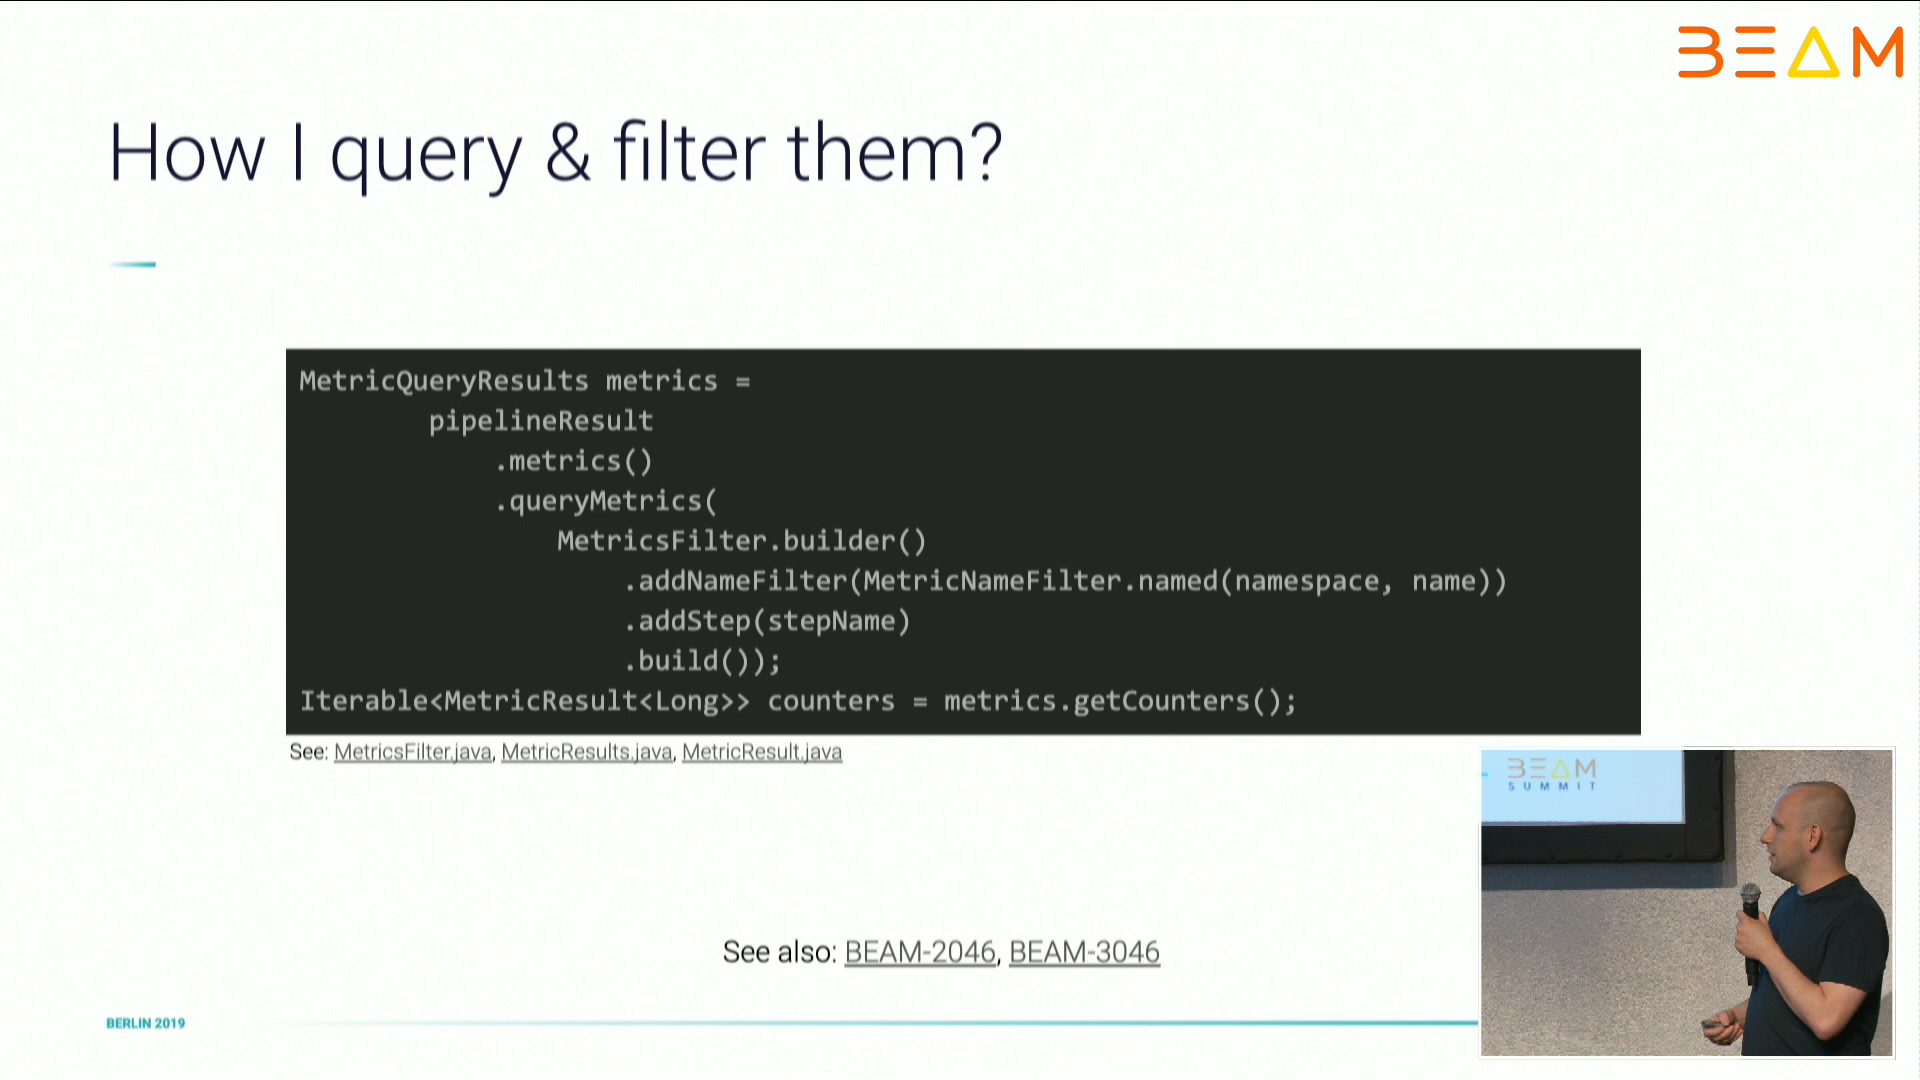 BEAM
How I query & filter them?
MetricQueryResults metrics =
pipelineResult
.metrics()
.queryMetrics(
MetricsFilter.builder()
.addNameFilter(MetricNameFilter.named(namespace, name))
.addStep(stepName)
.build());
Iterable<MetricResult<Long>> counters = metrics.getCounters();
See: MetricsFilter.java, MetricResults.java, MetricResult.java
BEAM
SUMMIT
See also: BEAM-2046, BEAM-3046
BERLIN 2019